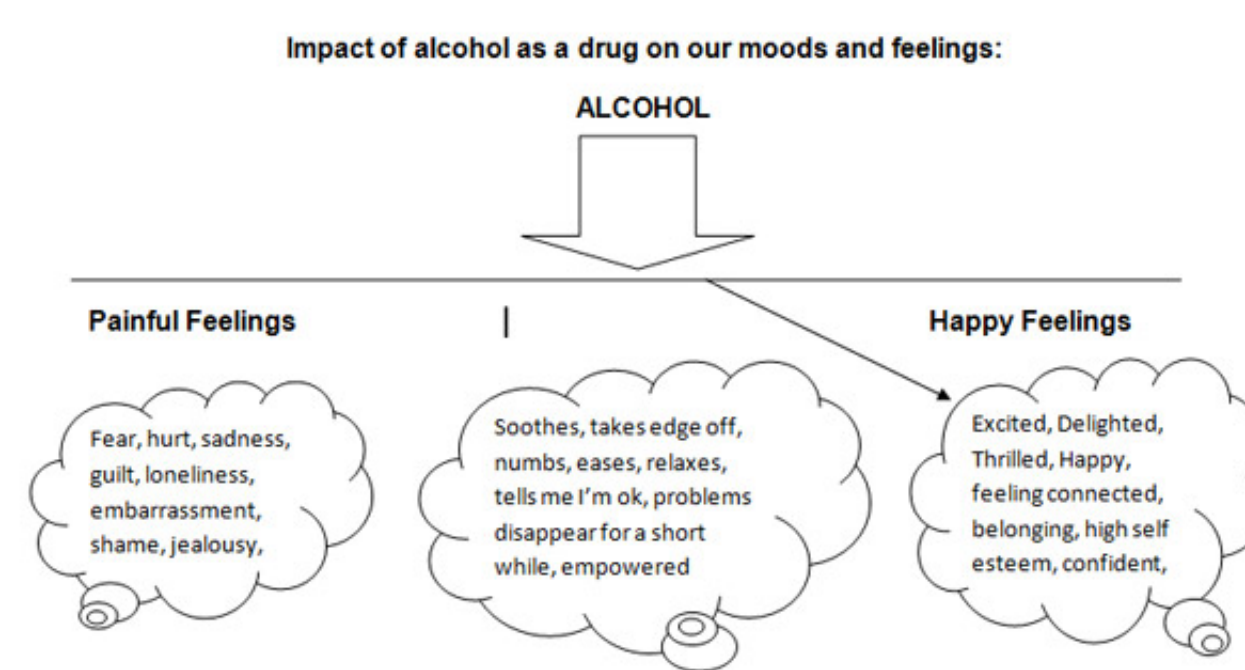 Impact of alcohol as a drug on our moods and feelings:
ALCOHOL
Painful Feelings
Happy Feelings
Fear, hurt, sadness,
guilt, loneliness,
embarrassment,
shame, jealousy,
Soothes, takes edge off,
numbs, eases, relaxes,
tells me I'm ok, problems
disappear for a short
while, empowered
Excited, Delighted,
Thrilled, Happy,
feeling connected,
belonging, high self
esteem, confident,